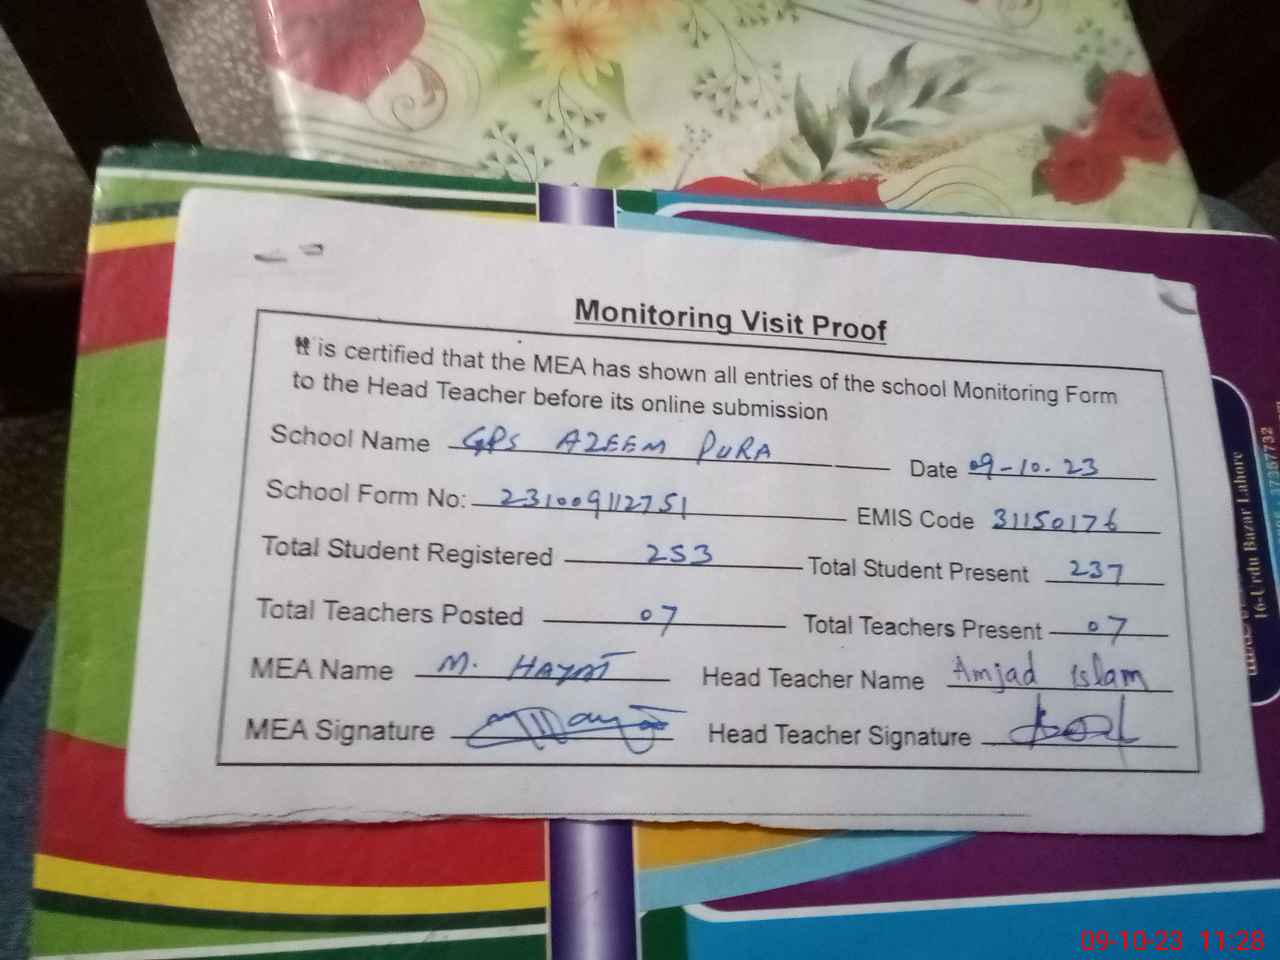 Monitoring Visit Proof
It is certified that the MEA has shown all entries of the school Monitoring Form
to the Head Teacher before its online submission
School Name GPS AZEEM PURA Date 09-10-23
School Form No: 231009112751 EMIS Code 31150176
Total Student Registered 253 Total Student Present 237
Total Teachers Posted 07 Total Teachers Present 07
MEA Name M. HAYAT Head Teacher Name Amjad Islam
MEA Signature Head Teacher Signature
16-Urdu Bazar Lahore
09-10-23 11:28